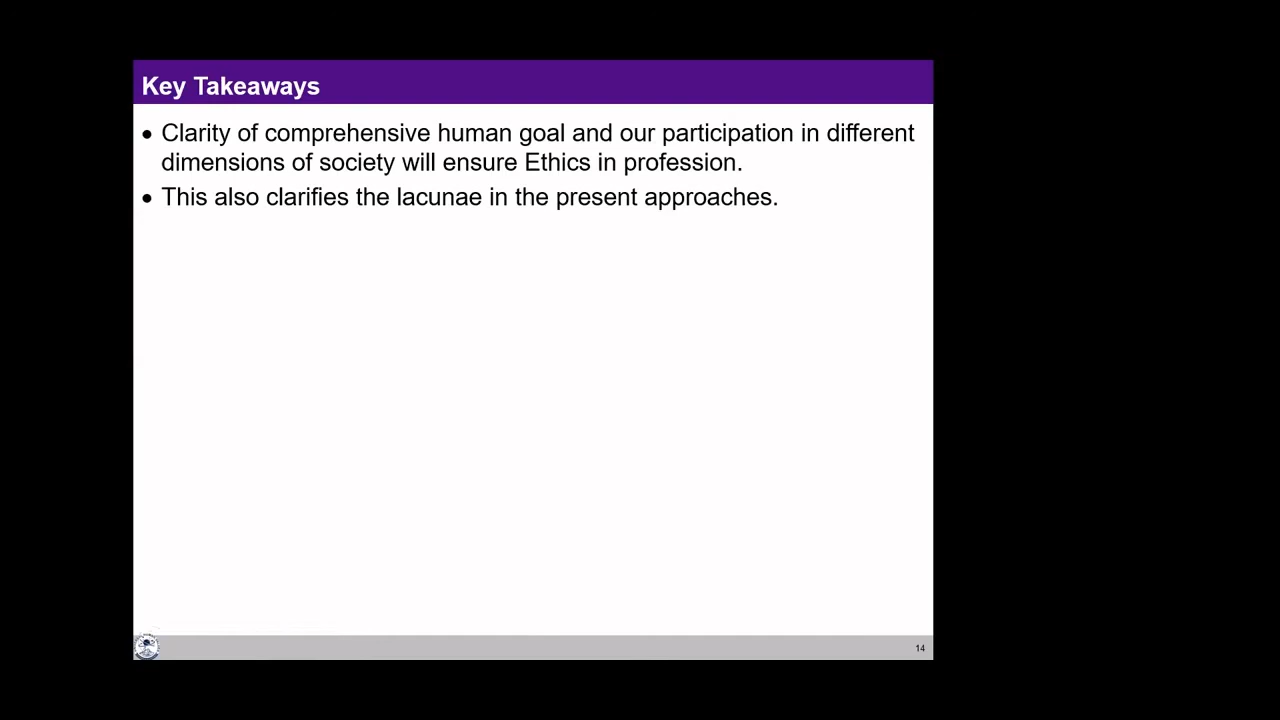 Key Takeaways
• Clarity of comprehensive human goal and our participation in different
dimensions of society will ensure Ethics in profession.
• This also clarifies the lacunae in the present approaches.
14